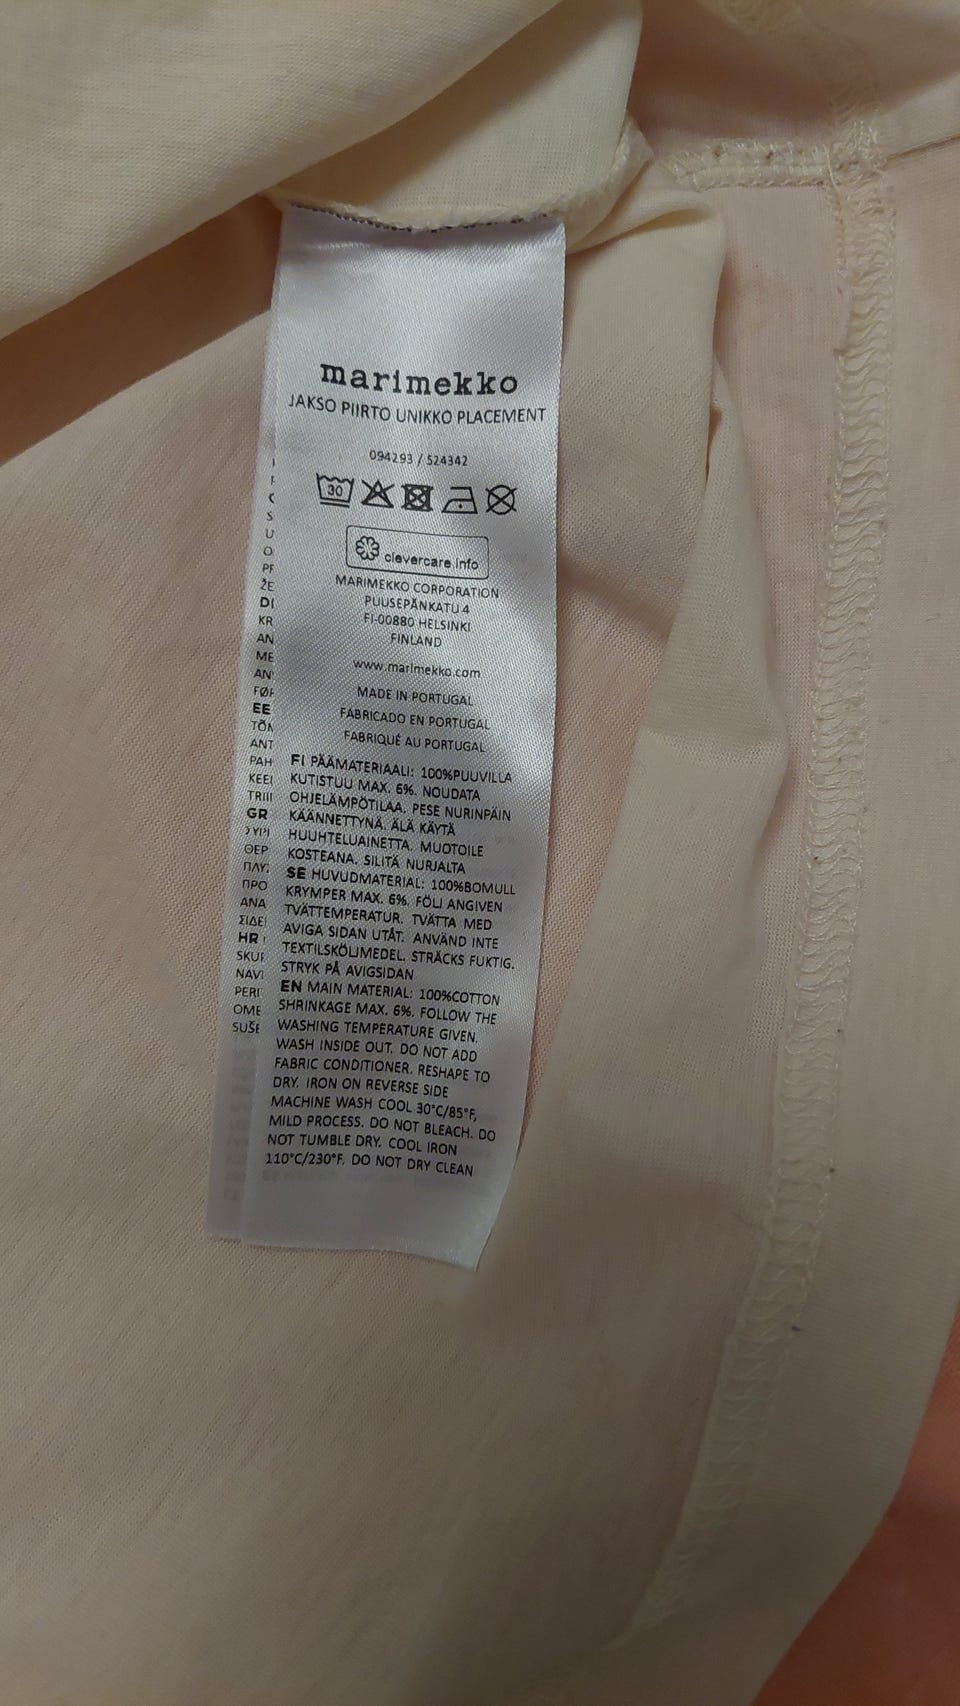 marimekko
JAKSO PIIRTO UNIKKO PLACEMENT
094293 / 524342
30
clevercare.info
MARIMEKKO CORPORATION
PUUSEPÄNKATU 4
FI-00880 HELSINKI
FINLAND
www.marimekko.com
MADE IN PORTUGAL
FABRICADO EN PORTUGAL
FABRIQUÉ AU PORTUGAL
FI PÄÄMATERIAALI: 100%PUUVILLA
KUTISTUU MAX. 6%. NOUDATA
OHJELÄMPÖTILAA. PESE NURINPÄIN
KÄÄNNETTYNÄ. ÄLÄ KÄYTÄ
HUUHTELUAINETTA. MUOTOILE
KOSTEANA. SILITÄ NURJALTA
SE HUVUDMATERIAL: 100%BOMULL
KRYMPER MAX. 6%. FÖLJ ANGIVEN
TVÄTTEMPERATUR. TVÄTTA MED
AVIGA SIDAN UTÅT. ANVÄND INTE
TEXTILSKÖLJMEDEL. STRÄCKS FUKTIG.
STRYK PÅ AVIGSIDAN
EN MAIN MATERIAL: 100%COTTON
SHRINKAGE MAX. 6%. FOLLOW THE
WASHING TEMPERATURE GIVEN.
WASH INSIDE OUT. DO NOT ADD
FABRIC CONDITIONER. RESHAPE TO
DRY. IRON ON REVERSE SIDE
MACHINE WASH COOL 30°C/85°F,
MILD PROCESS. DO NOT BLEACH. DO
NOT TUMBLE DRY. COOL IRON
110°C/230°F. DO NOT DRY CLEAN